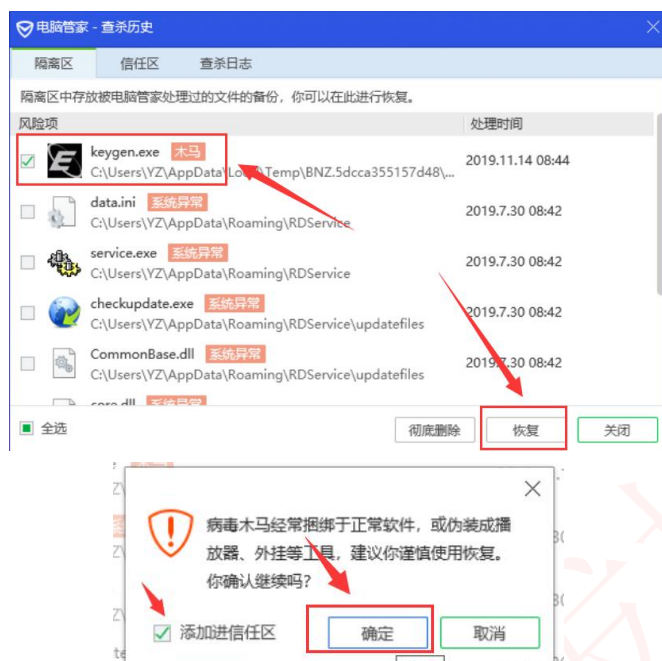 电脑管家 - 查杀历史
隔离区 信任区 查杀日志
隔离区中存放被电脑管家处理过的文件的备份，你可以在此进行恢复。
风险项 处理时间
keygen.exe 木马
C:\Users\YZ\AppData\Local\Temp\BNZ.5dcca355157d48\... 2019.11.14 08:44
data.ini 系统异常
C:\Users\YZ\AppData\Roaming\RDService 2019.7.30 08:42
service.exe 系统异常
C:\Users\YZ\AppData\Roaming\RDService 2019.7.30 08:42
checkupdate.exe 系统异常
C:\Users\YZ\AppData\Roaming\RDService\updatefiles 2019.7.30 08:42
CommonBase.dll 系统异常
C:\Users\YZ\AppData\Roaming\RDService\updatefiles 2019.7.30 08:42
core.dll 系统异常
全选 彻底删除 恢复 关闭
病毒木马经常捆绑于正常软件，或伪装成播
放器、外挂等工具，建议你谨慎使用恢复。
你确认继续吗？
添加进信任区 确定 取消